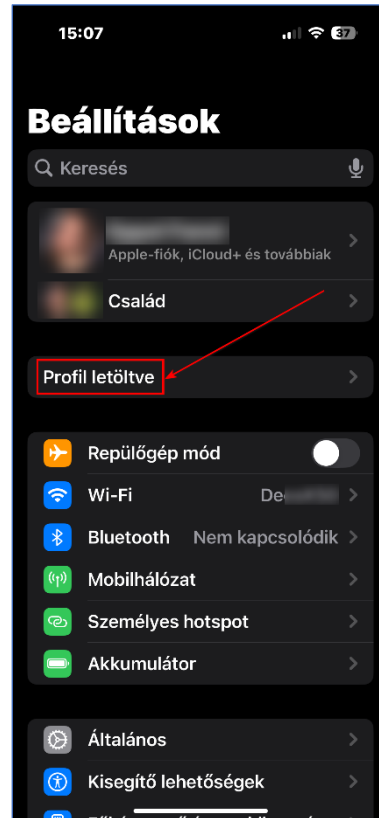 15:07
37
Beállítások
Keresés
Apple-fiók, iCloud+ és továbbiak
Család
Profil letöltve
Repülőgép mód
Wi-Fi De
Bluetooth Nem kapcsolódik
Mobilhálózat
Személyes hotspot
Akkumulátor
Általános
Kisegítő lehetőségek